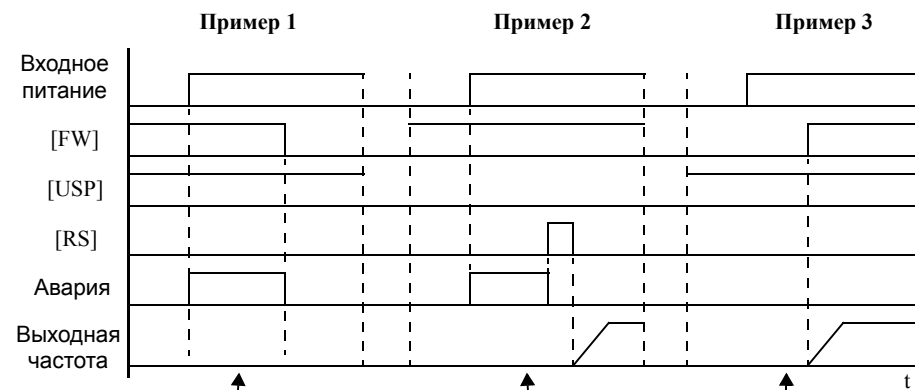 Пример 1 Пример 2 Пример 3
Входное
питание
[FW]
[USP]
[RS]
Авария
Выходная
частота
t